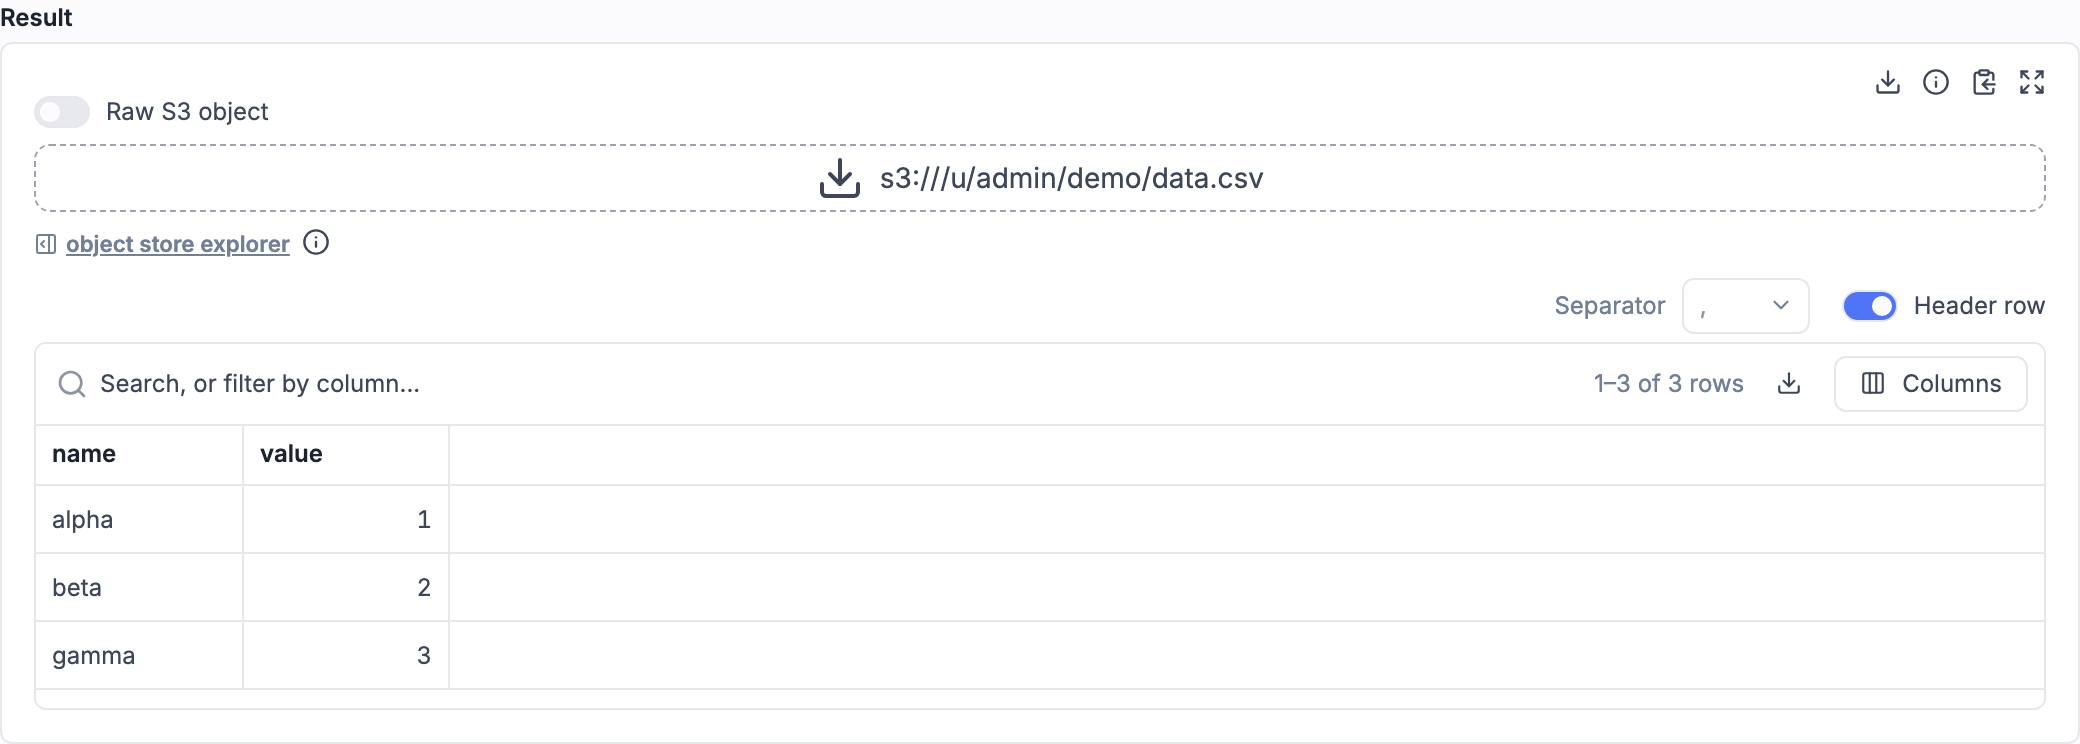 Result
Raw S3 object
s3:///u/admin/demo/data.csv
object store explorer
Separator , Header row
Search, or filter by column... 1–3 of 3 rows Columns
name value
alpha 1
beta 2
gamma 3